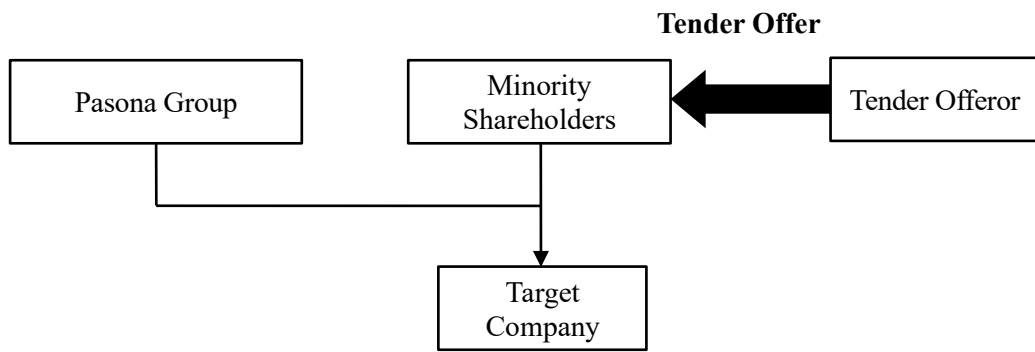 Tender Offer
Pasona Group
Minority
Shareholders
Tender Offeror
Target
Company